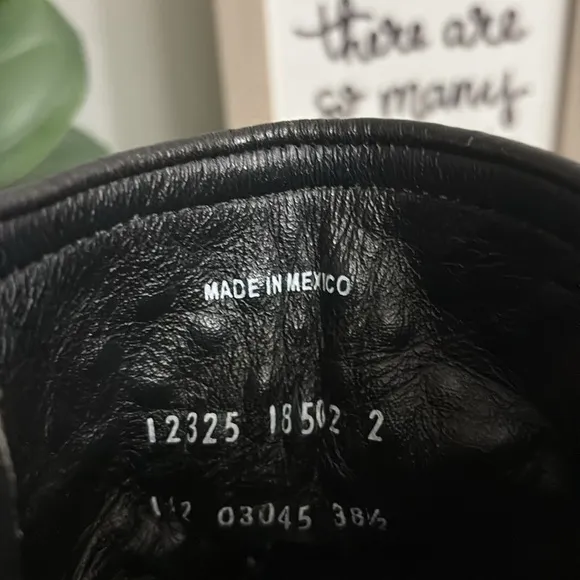 there are
so many
MADE IN MEXICO
12325 18502 2
03045 38½